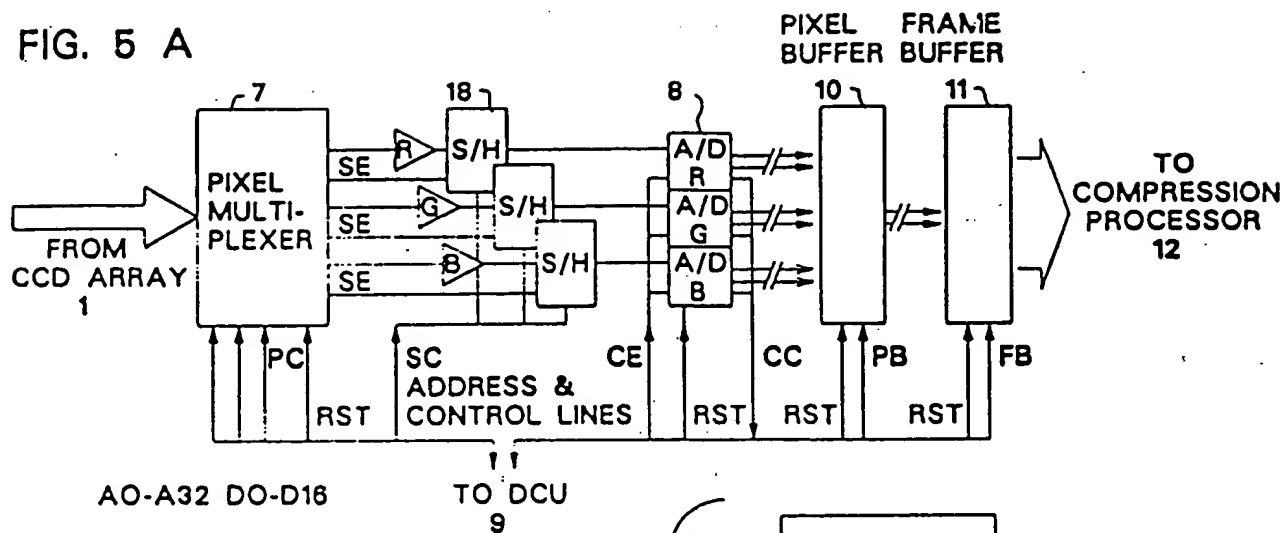 FIG. 5 A
PIXEL BUFFER
FRAME BUFFER
7
18
8
10
11
PIXEL
MULTI-
PLEXER
SE
SE
SE
R
G
B
S/H
S/H
S/H
A/D
R
A/D
G
A/D
B
FROM
CCD ARRAY
1
TO
COMPRESSION
PROCESSOR
12
PC
RST
SC
ADDRESS &
CONTROL LINES
CE
RST
CC
RST
PB
RST
FB
AO-A32 DO-D16
TO DCU
9